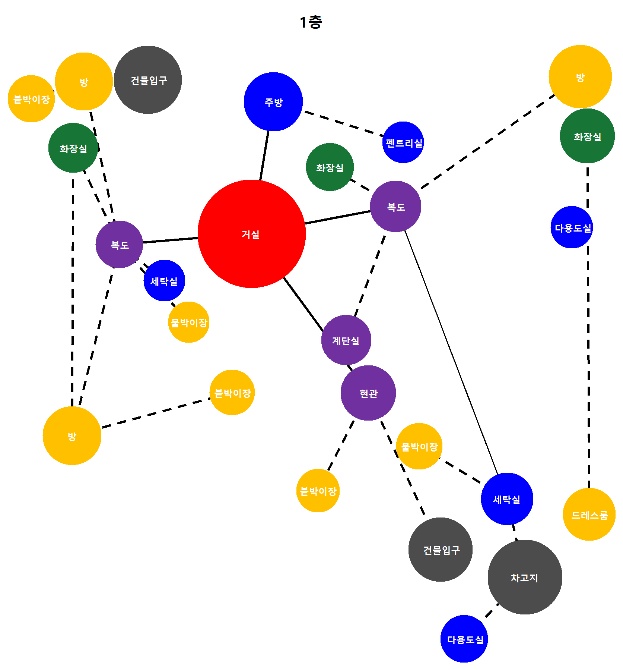 1층
붙박이장
방
건물입구
주방
방
화장실
펜트리실
화장실
화장실
복도
거실
복도
다용도실
세탁실
붙박이장
계단실
현관
붙박이장
방
붙박이장
붙박이장
세탁실
드레스룸
건물입구
차고지
다용도실